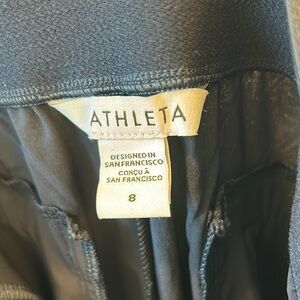 ATHLETA
DESIGNED IN
SAN FRANCISCO
CONÇU À
SAN FRANCISCO
8